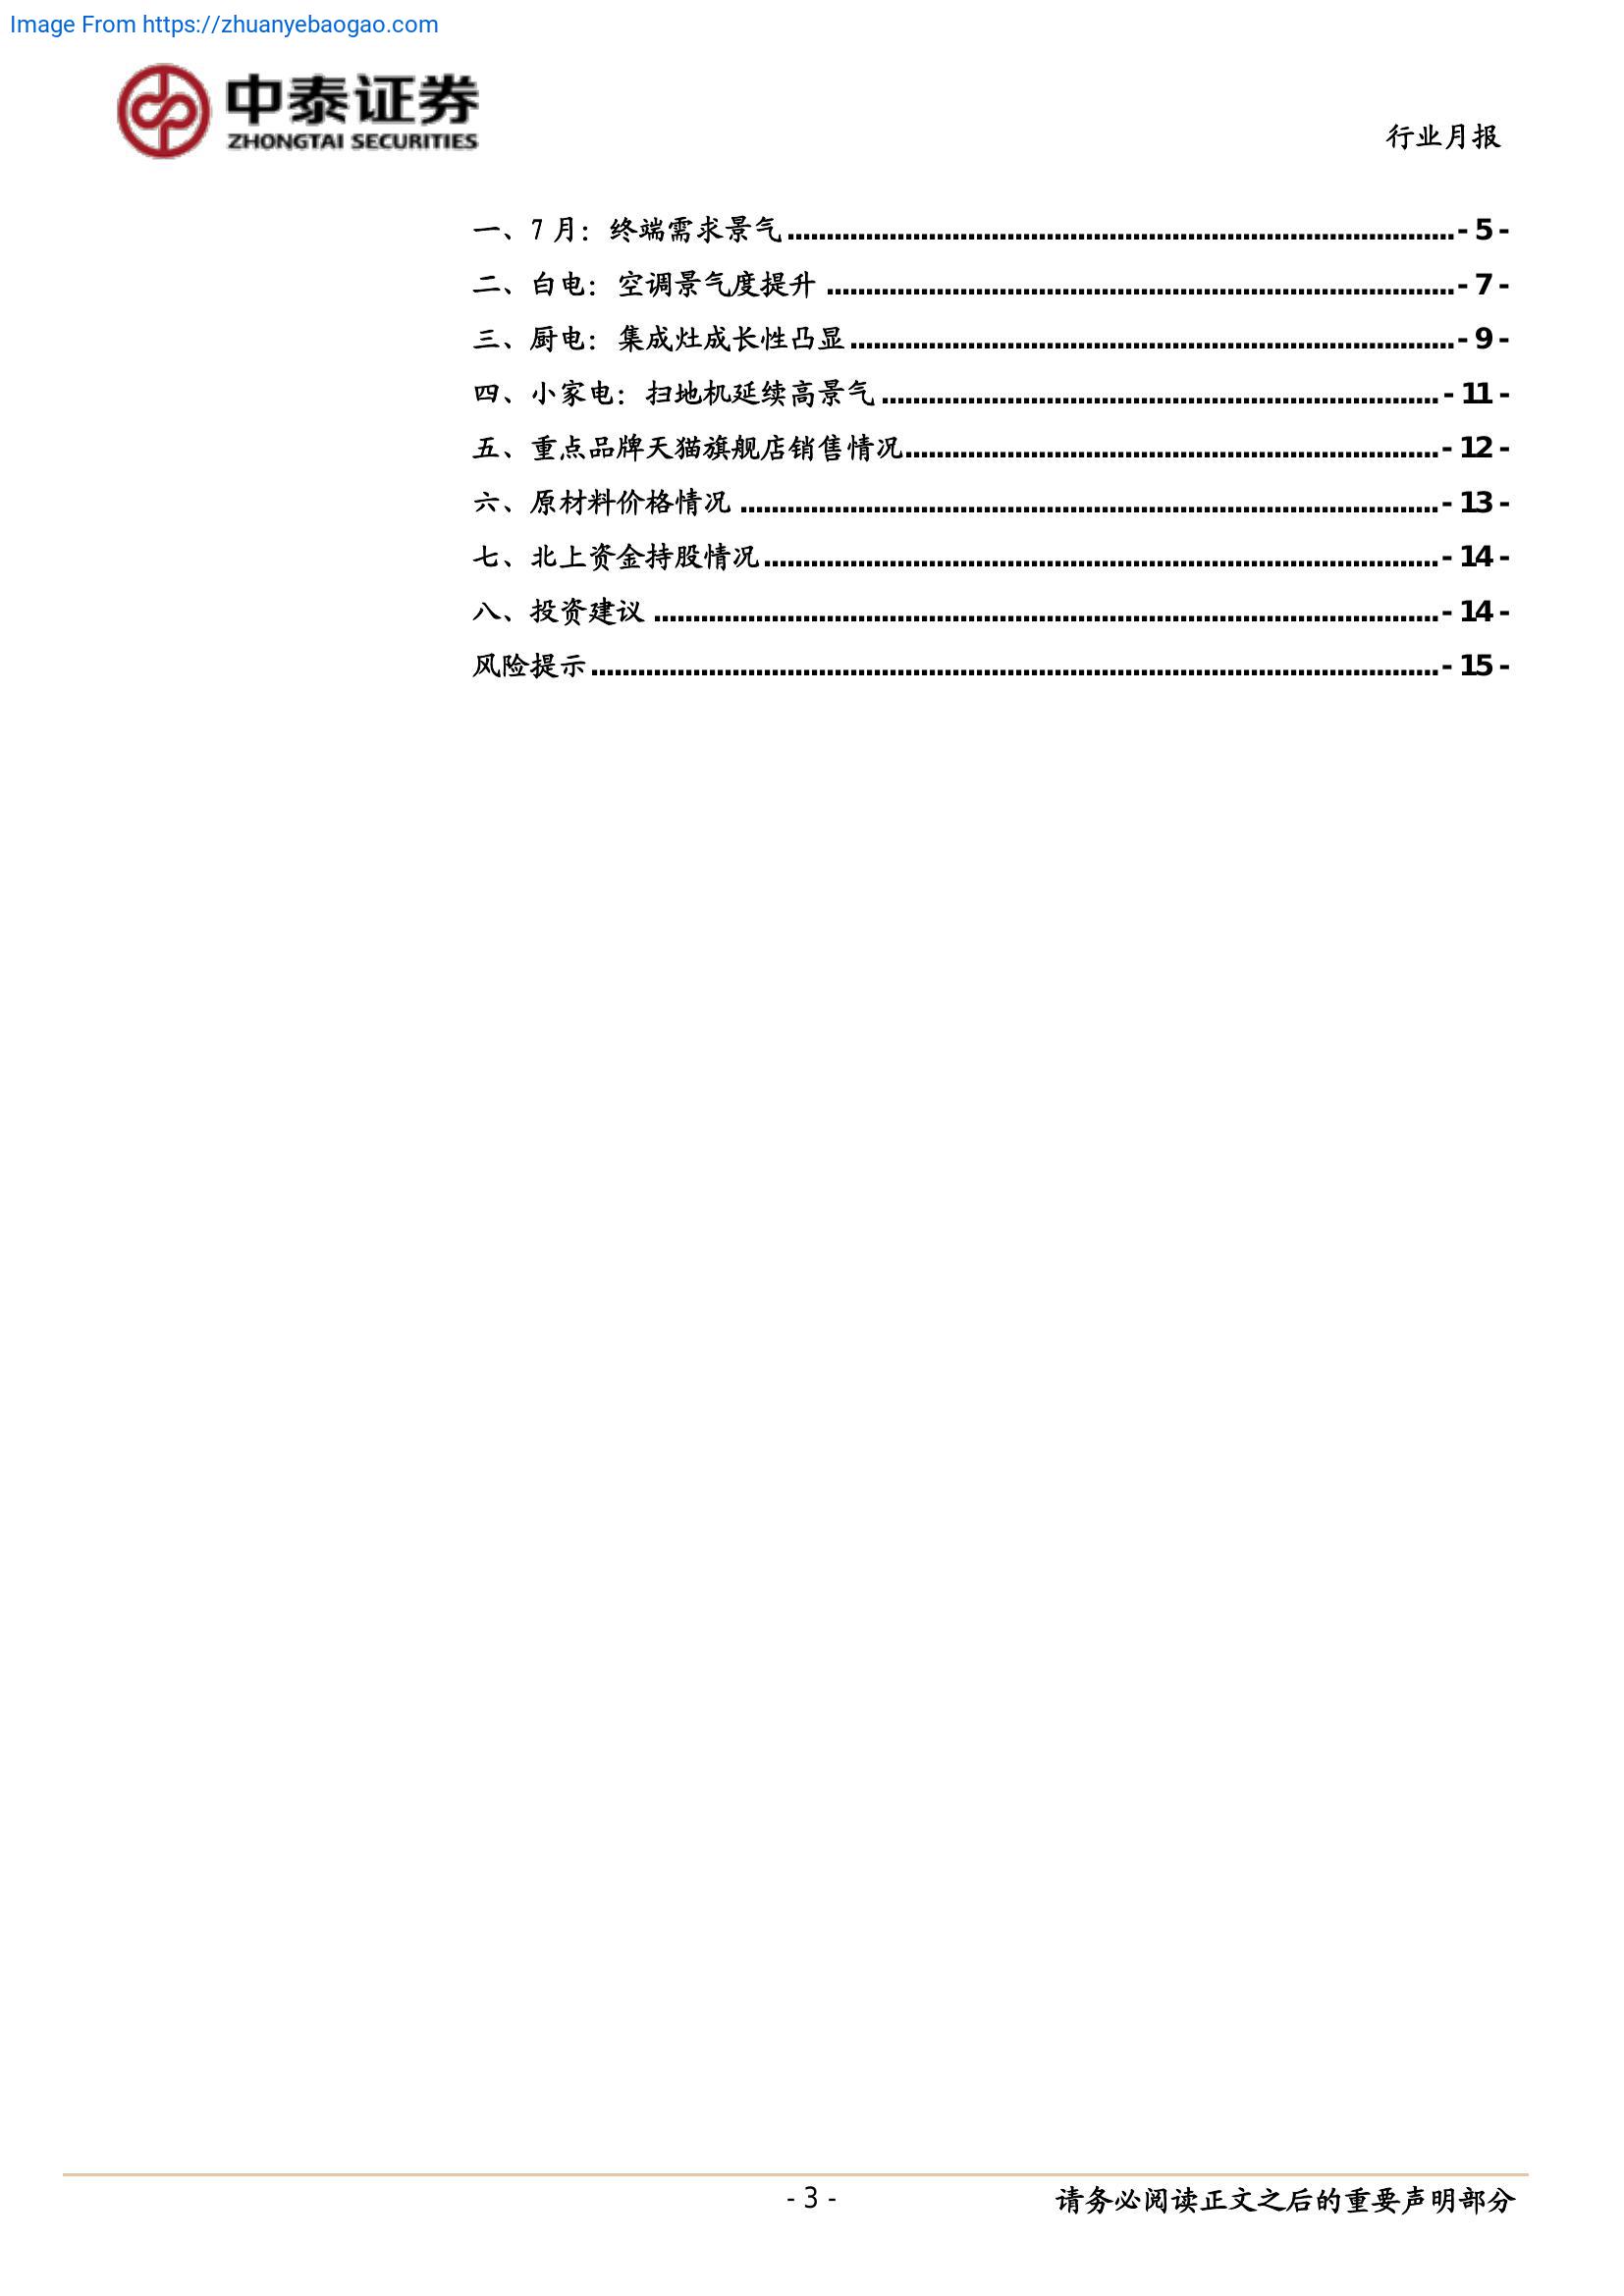 Image From https://zhuanyebaogao.com
中泰证券
ZHONGTAI SECURITIES
行业月报
一、7 月：终端需求景气 - 5 -
二、白电：空调景气度提升 - 7 -
三、厨电：集成灶成长性凸显 - 9 -
四、小家电：扫地机延续高景气 - 11 -
五、重点品牌天猫旗舰店销售情况 - 12 -
六、原材料价格情况 - 13 -
七、北上资金持股情况 - 14 -
八、投资建议 - 14 -
风险提示 - 15 -
- 3 - 请务必阅读正文之后的重要声明部分